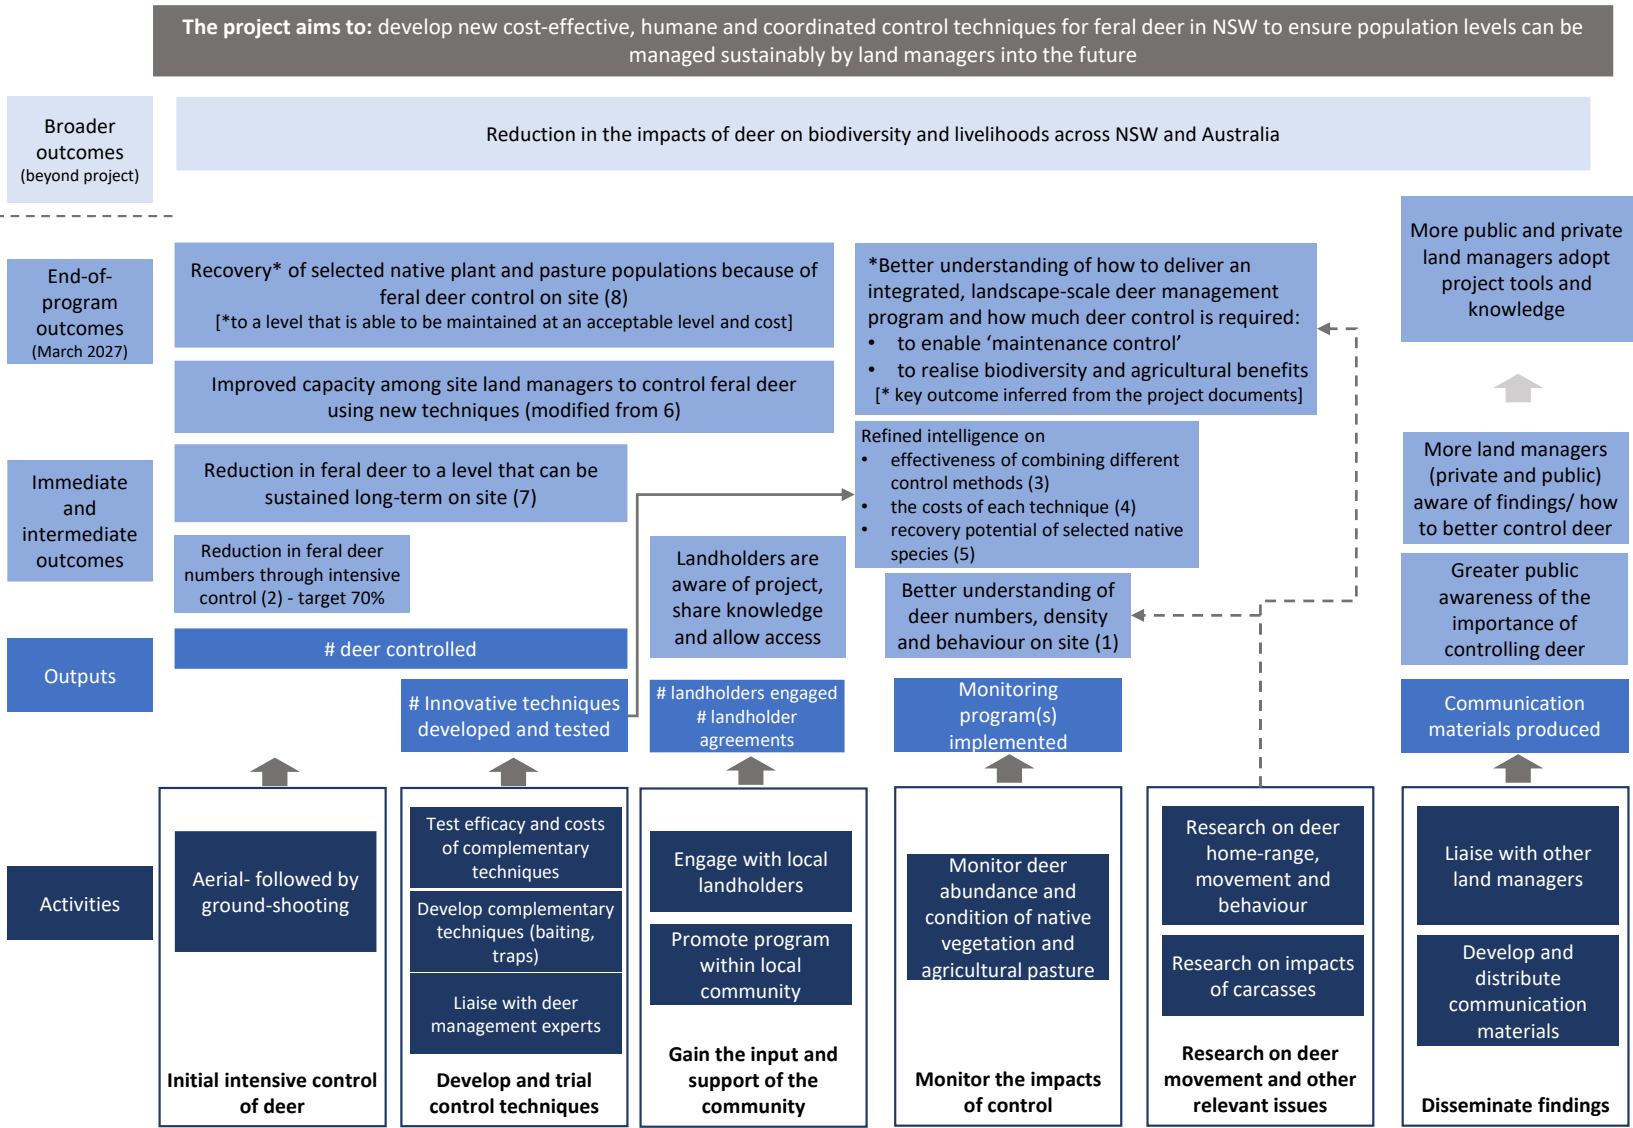 The project aims to: develop new cost-effective, humane and coordinated control techniques for feral deer in NSW to ensure population levels can be
managed sustainably by land managers into the future
Broader
outcomes
(beyond project)
Reduction in the impacts of deer on biodiversity and livelihoods across NSW and Australia
End-of-
program
outcomes
(March 2027)
Recovery* of selected native plant and pasture populations because of
feral deer control on site (8)
[*to a level that is able to be maintained at an acceptable level and cost]
Improved capacity among site land managers to control feral deer
using new techniques (modified from 6)
*Better understanding of how to deliver an
integrated, landscape-scale deer management
program and how much deer control is required:
• to enable ‘maintenance control’
• to realise biodiversity and agricultural benefits
[* key outcome inferred from the project documents]
More public and private
land managers adopt
project tools and
knowledge
Immediate
and
intermediate
outcomes
Reduction in feral deer to a level that can be
sustained long-term on site (7)
Reduction in feral deer
numbers through intensive
control (2) - target 70%
Landholders are
aware of project,
share knowledge
and allow access
Refined intelligence on
• effectiveness of combining different
control methods (3)
• the costs of each technique (4)
• recovery potential of selected native
species (5)
Better understanding of
deer numbers, density
and behaviour on site (1)
More land managers
(private and public)
aware of findings/ how
to better control deer
Greater public
awareness of the
importance of
controlling deer
Outputs
# deer controlled
# Innovative techniques
developed and tested
# landholders engaged
# landholder
agreements
Monitoring
program(s)
implemented
Communication
materials produced
Activities
Aerial- followed by
ground-shooting
Initial intensive control
of deer
Test efficacy and costs
of complementary
techniques
Develop complementary
techniques (baiting,
traps)
Liaise with deer
management experts
Develop and trial
control techniques
Engage with local
landholders
Promote program
within local
community
Gain the input and
support of the
community
Monitor deer
abundance and
condition of native
vegetation and
agricultural pasture
Monitor the impacts
of control
Research on deer
home-range,
movement and
behaviour
Research on impacts
of carcasses
Research on deer
movement and other
relevant issues
Liaise with other
land managers
Develop and
distribute
communication
materials
Disseminate findings